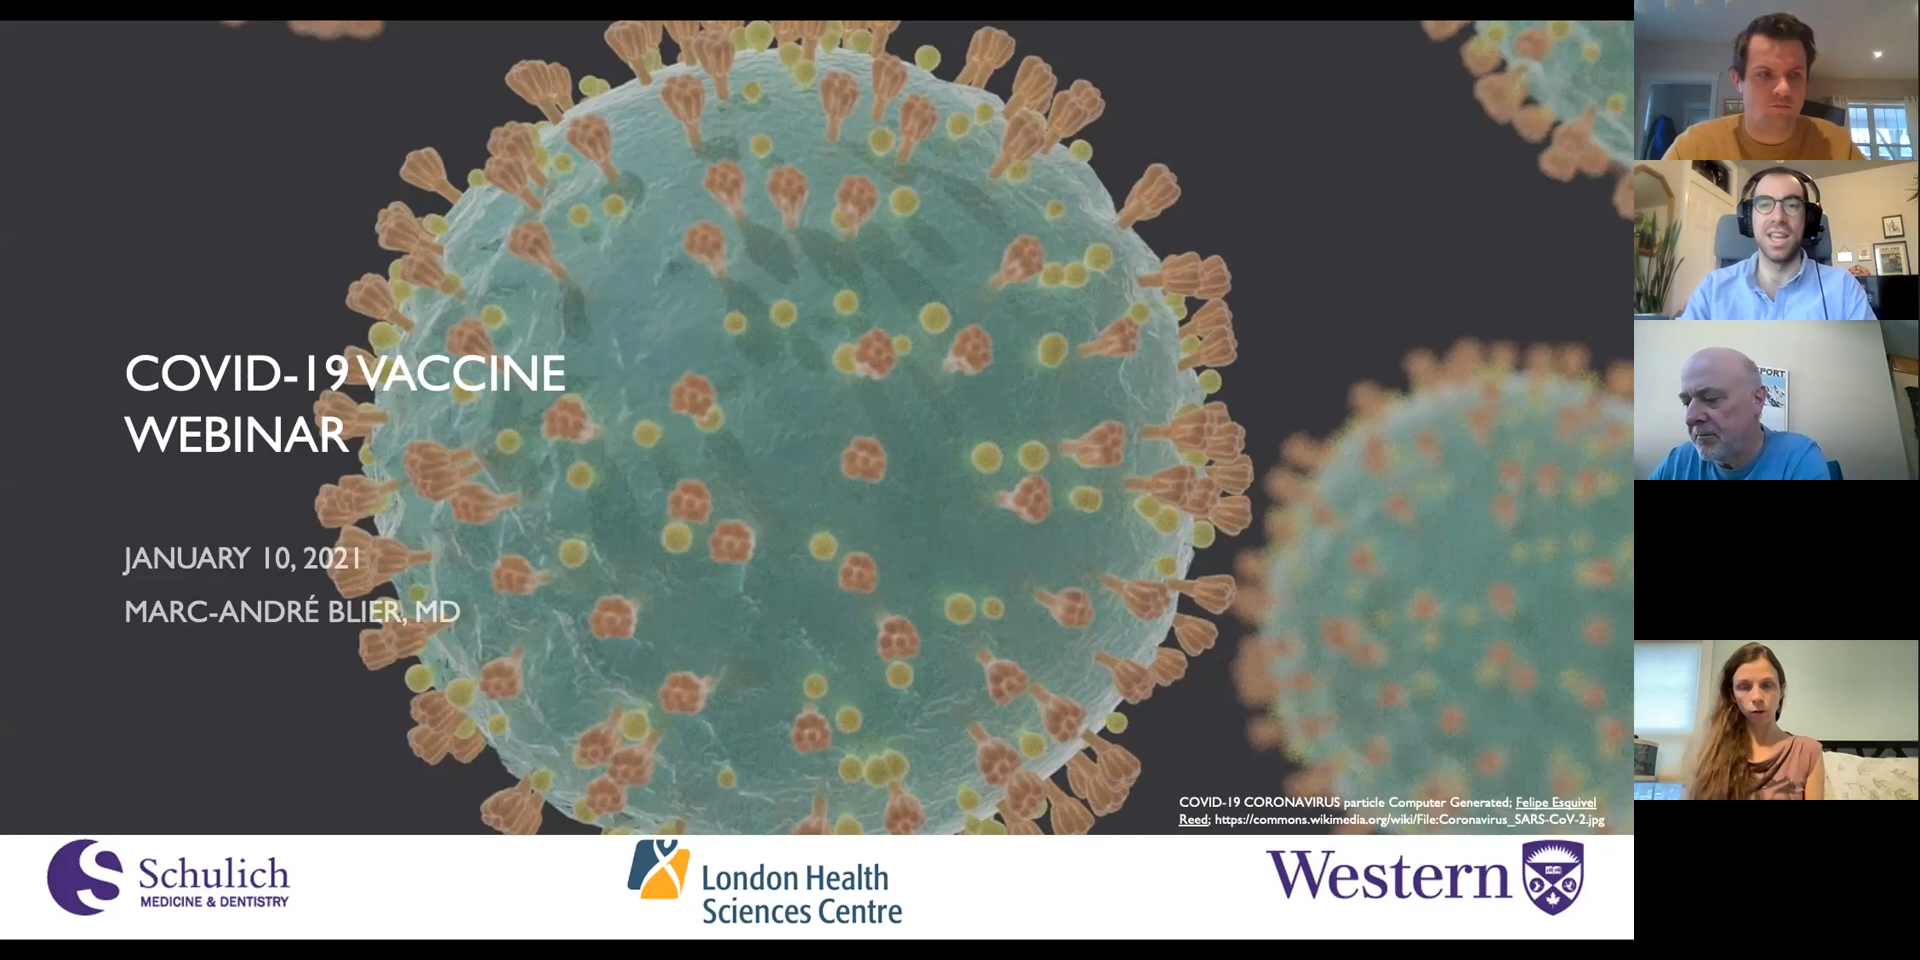 COVID-19 VACCINE
WEBINAR
JANUARY 10, 2021
MARC-ANDRÉ BLIER, MD
COVID-19 CORONAVIRUS particle Computer Generated; Felipe Esquivel
Reed; https://commons.wikimedia.org/wiki/File:Coronavirus_SARS-CoV-2.jpg
Schulich
MEDICINE & DENTISTRY
London Health
Sciences Centre
Western